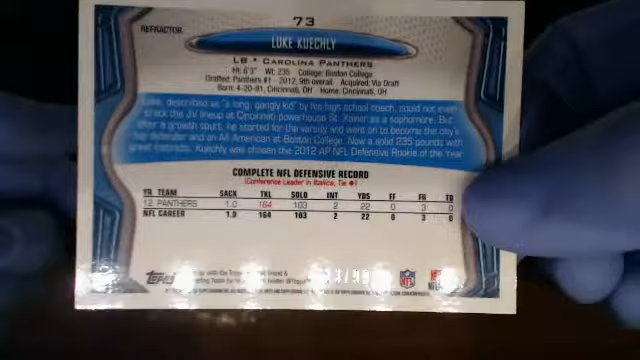 73
REFRACTOR
LUKE KUECHLY
LB • CAROLINA PANTHERS
Ht: 6'3" Wt: 235 College: Boston College
Drafted: Panthers #1 - 2012, 9th overall Acquired: Via Draft
Born: 4-20-91, Cincinnati, OH Home: Cincinnati, OH
Luke, described as "a long, gangly kid" by his high school coach, could not even
crack the JV lineup at Cincinnati powerhouse St. Xavier as a sophomore. But
after a growth spurt, he started for the varsity and went on to become the city's
top defender and an All American at Boston College. Now a solid 235 pounds with
great instincts, Kuechly was chosen the 2012 AP NFL Defensive Rookie of the Year
COMPLETE NFL DEFENSIVE RECORD
(Conference Leader in Italics, Tie ♦)
YR TEAM SACK TKL SOLO INT YDS FF FR TD
12 PANTHERS 1.0 164 103 2 22 0 3 0
NFL CAREER 1.0 164 103 2 22 0 3 0
Topps